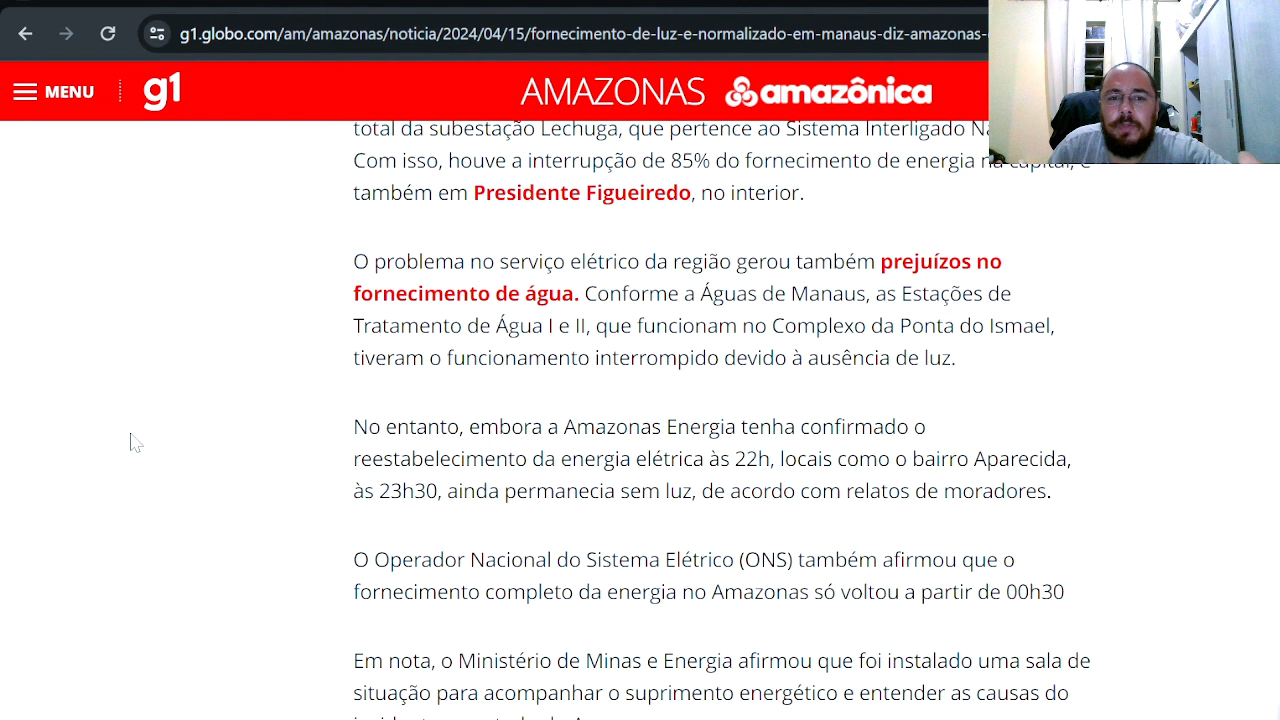 g1.globo.com/am/amazonas/noticia/2024/04/15/fornecimento-de-luz-e-normalizado-em-manaus-diz-amazonas-
MENU g1 AMAZONAS amazônica
total da subestação Lechuga, que pertence ao Sistema Interligado
Com isso, houve a interrupção de 85% do fornecimento de energia na capital, e
também em Presidente Figueiredo, no interior.
O problema no serviço elétrico da região gerou também prejuízos no
fornecimento de água. Conforme a Águas de Manaus, as Estações de
Tratamento de Água I e II, que funcionam no Complexo da Ponta do Ismael,
tiveram o funcionamento interrompido devido à ausência de luz.
No entanto, embora a Amazonas Energia tenha confirmado o
reestabelecimento da energia elétrica às 22h, locais como o bairro Aparecida,
às 23h30, ainda permanecia sem luz, de acordo com relatos de moradores.
O Operador Nacional do Sistema Elétrico (ONS) também afirmou que o
fornecimento completo da energia no Amazonas só voltou a partir de 00h30
Em nota, o Ministério de Minas e Energia afirmou que foi instalado uma sala de
situação para acompanhar o suprimento energético e entender as causas do